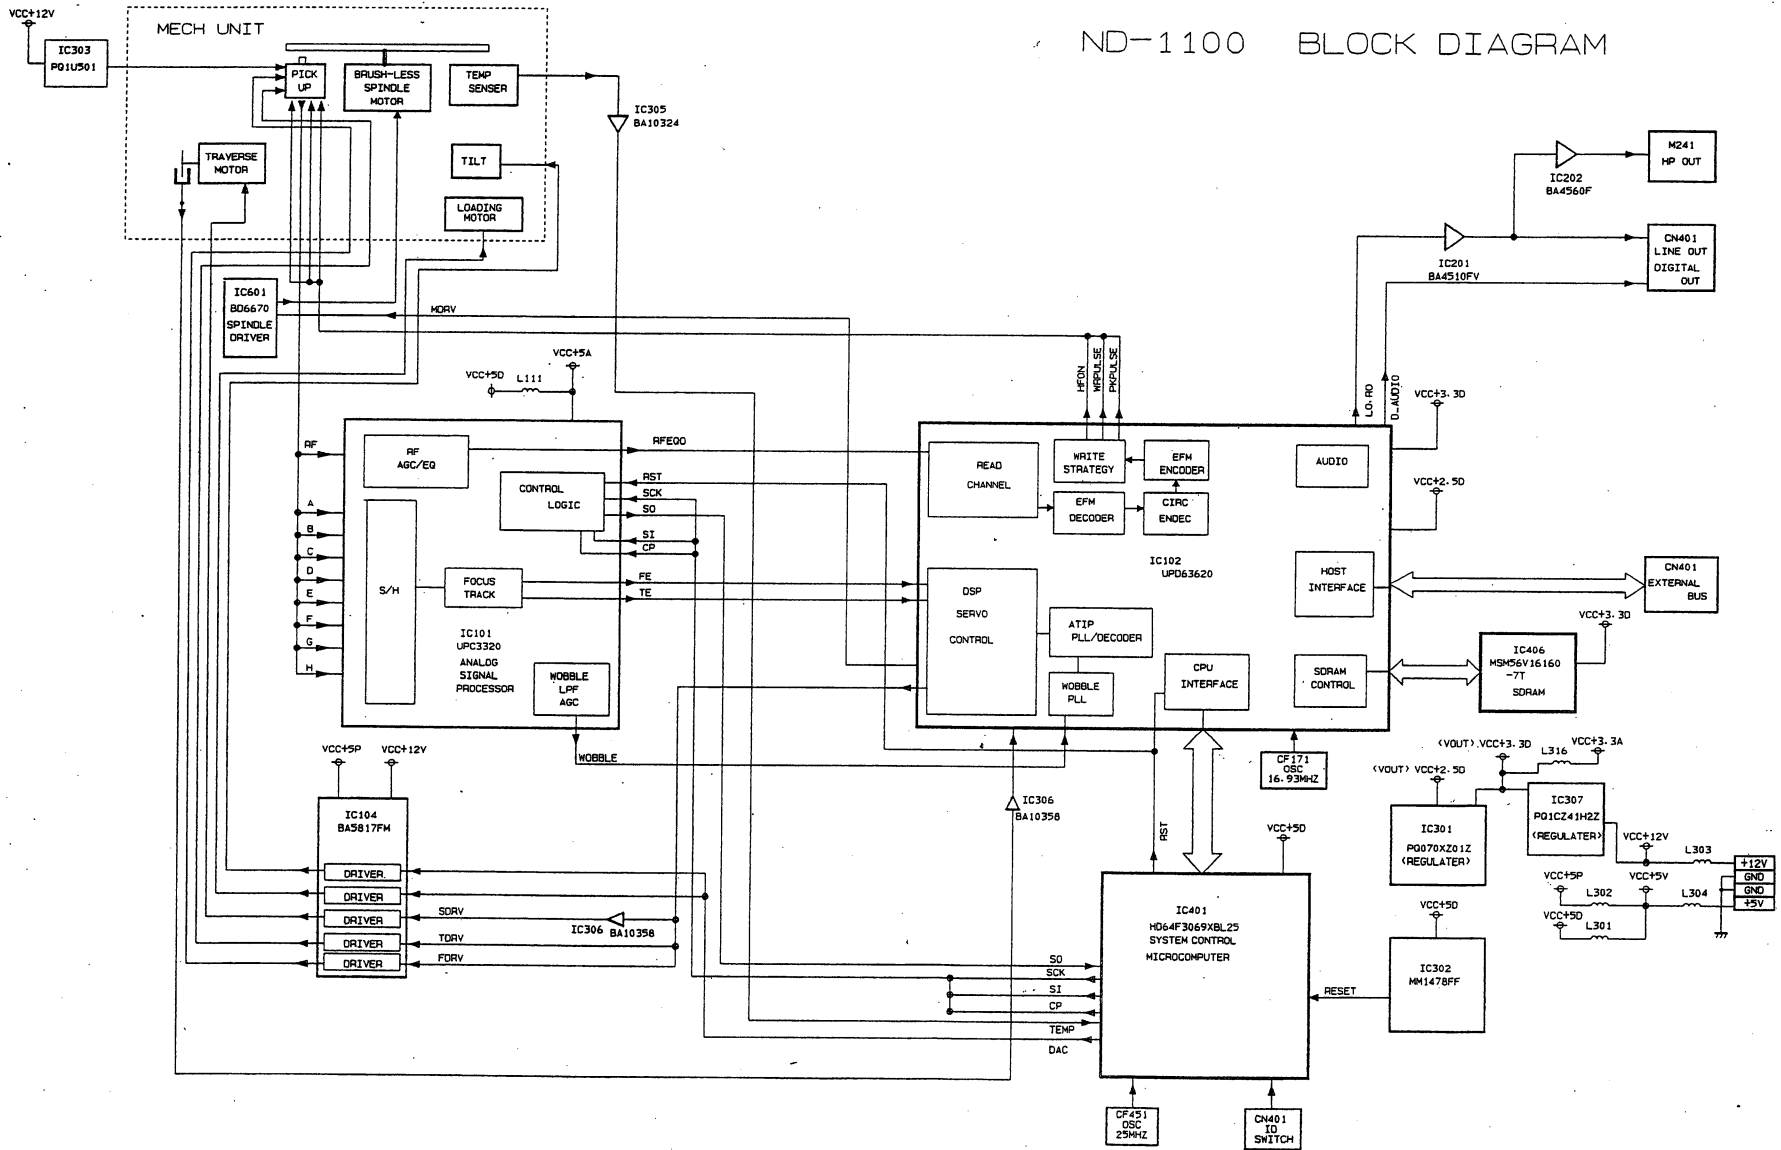 ND-1100 BLOCK DIAGRAM
VCC+12V
IC303
PQ1U501
MECH UNIT
PICK
UP
BRUSH-LESS
SPINDLE
MOTOR
TEMP
SENSER
IC305
BA10324
TRAVERSE
MOTOR
TILT
LOADING
MOTOR
M241
HP OUT
IC202
BA4560F
CN401
LINE OUT
DIGITAL
OUT
IC201
BA4510FV
IC601
BD6670
SPINDLE
DRIVER
MDRV
VCC+5A
VCC+5D
L111
HFON
WRPULSE
PKPULSE
LO.RO
D_AUDIO
VCC+3.3D
VCC+2.5D
RF
A
B
C
D
E
F
G
H
RF
AGC/EQ
CONTROL
LOGIC
S/H
FOCUS
TRACK
IC101
UPC3320
ANALOG
SIGNAL
PROCESSOR
WOBBLE
LPF
AGC
RFEQO
RST
SCK
SO
SI
CP
FE
TE
WOBBLE
READ
CHANNEL
WRITE
STRATEGY
EFM
ENCODER
EFM
DECODER
CIRC
ENDEC
AUDIO
IC102
UPD63620
HOST
INTERFACE
DSP
SERVO
CONTROL
ATIP
PLL/DECODER
WOBBLE
PLL
CPU
INTERFACE
SDRAM
CONTROL
CN401
EXTERNAL
BUS
VCC+3.3D
IC406
MSM56V16160
-7T
SDRAM
CF171
OSC
16.93MHZ
IC306
BA10358
RST
VCC+5D
VCC+5P
VCC+12V
IC104
BA5817FM
DRIVER.
DRIVER
DRIVER
DRIVER
DRIVER
SDRV
TDRV
FDRV
IC306 BA10358
(VOUT) VCC+3.3D
L316
VCC+3.3A
(VOUT) VCC+2.5D
IC301
PQ070XZ01Z
(REGULATER)
IC307
PQ1CZ41H2Z
(REGULATER)
VCC+12V
L303
VCC+5P
L302
VCC+5V
L304
VCC+5D
L301
+12V
GND
GND
+5V
IC401
HD64F3069XBL25
SYSTEM CONTROL
MICROCOMPUTER
SO
SCK
SI
CP
TEMP
DAC
VCC+5D
IC302
MM1478FF
RESET
CF451
OSC
25MHZ
CN401
ID
SWITCH